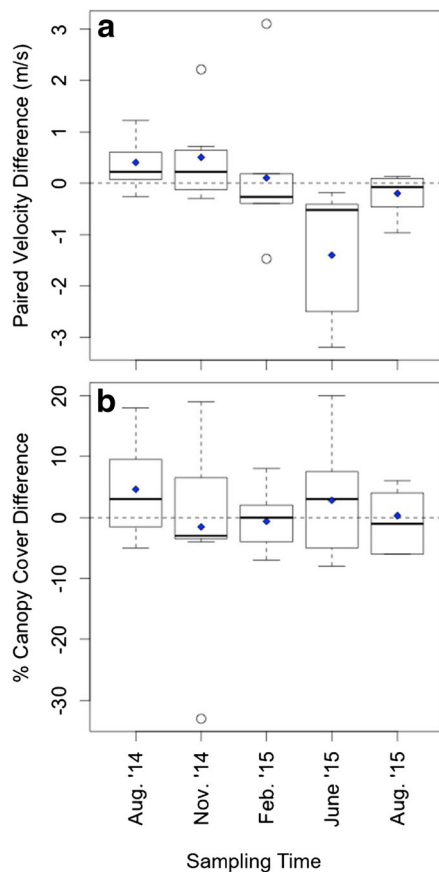 a
Paired Velocity Difference (m/s)
3
2
1
0
-1
-2
-3
b
% Canopy Cover Difference
20
10
0
-10
-20
-30
Aug. '14
Nov. '14
Feb. '15
June '15
Aug. '15
Sampling Time